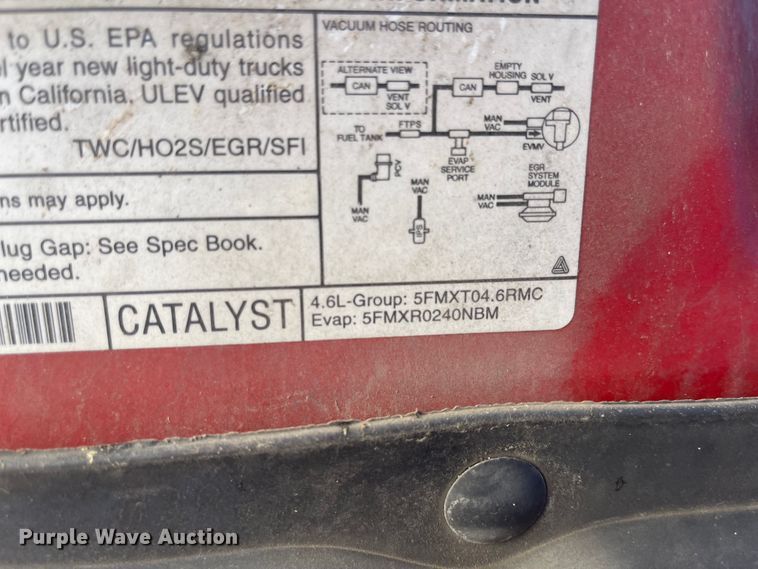 to U.S. EPA regulations
year new light-duty trucks
n California. ULEV qualified
rtified.
TWC/HO2S/EGR/SFI
ns may apply.
lug Gap: See Spec Book.
needed.
VACUUM HOSE ROUTING
ALTERNATE VIEW
CAN
VENT
SOL V
EMPTY
HOUSING
SOL V
CAN
VENT
TO
FUEL TANK
FTPS
MAN
VAC
EVMV
EVAP
SERVICE
PORT
PCV
MAN
VAC
MAN
VAC
IPS
EGR
SYSTEM
MODULE
MAN
VAC
CATALYST
4.6L-Group: 5FMXT04.6RMC
Evap: 5FMXR0240NBM
Purple Wave Auction